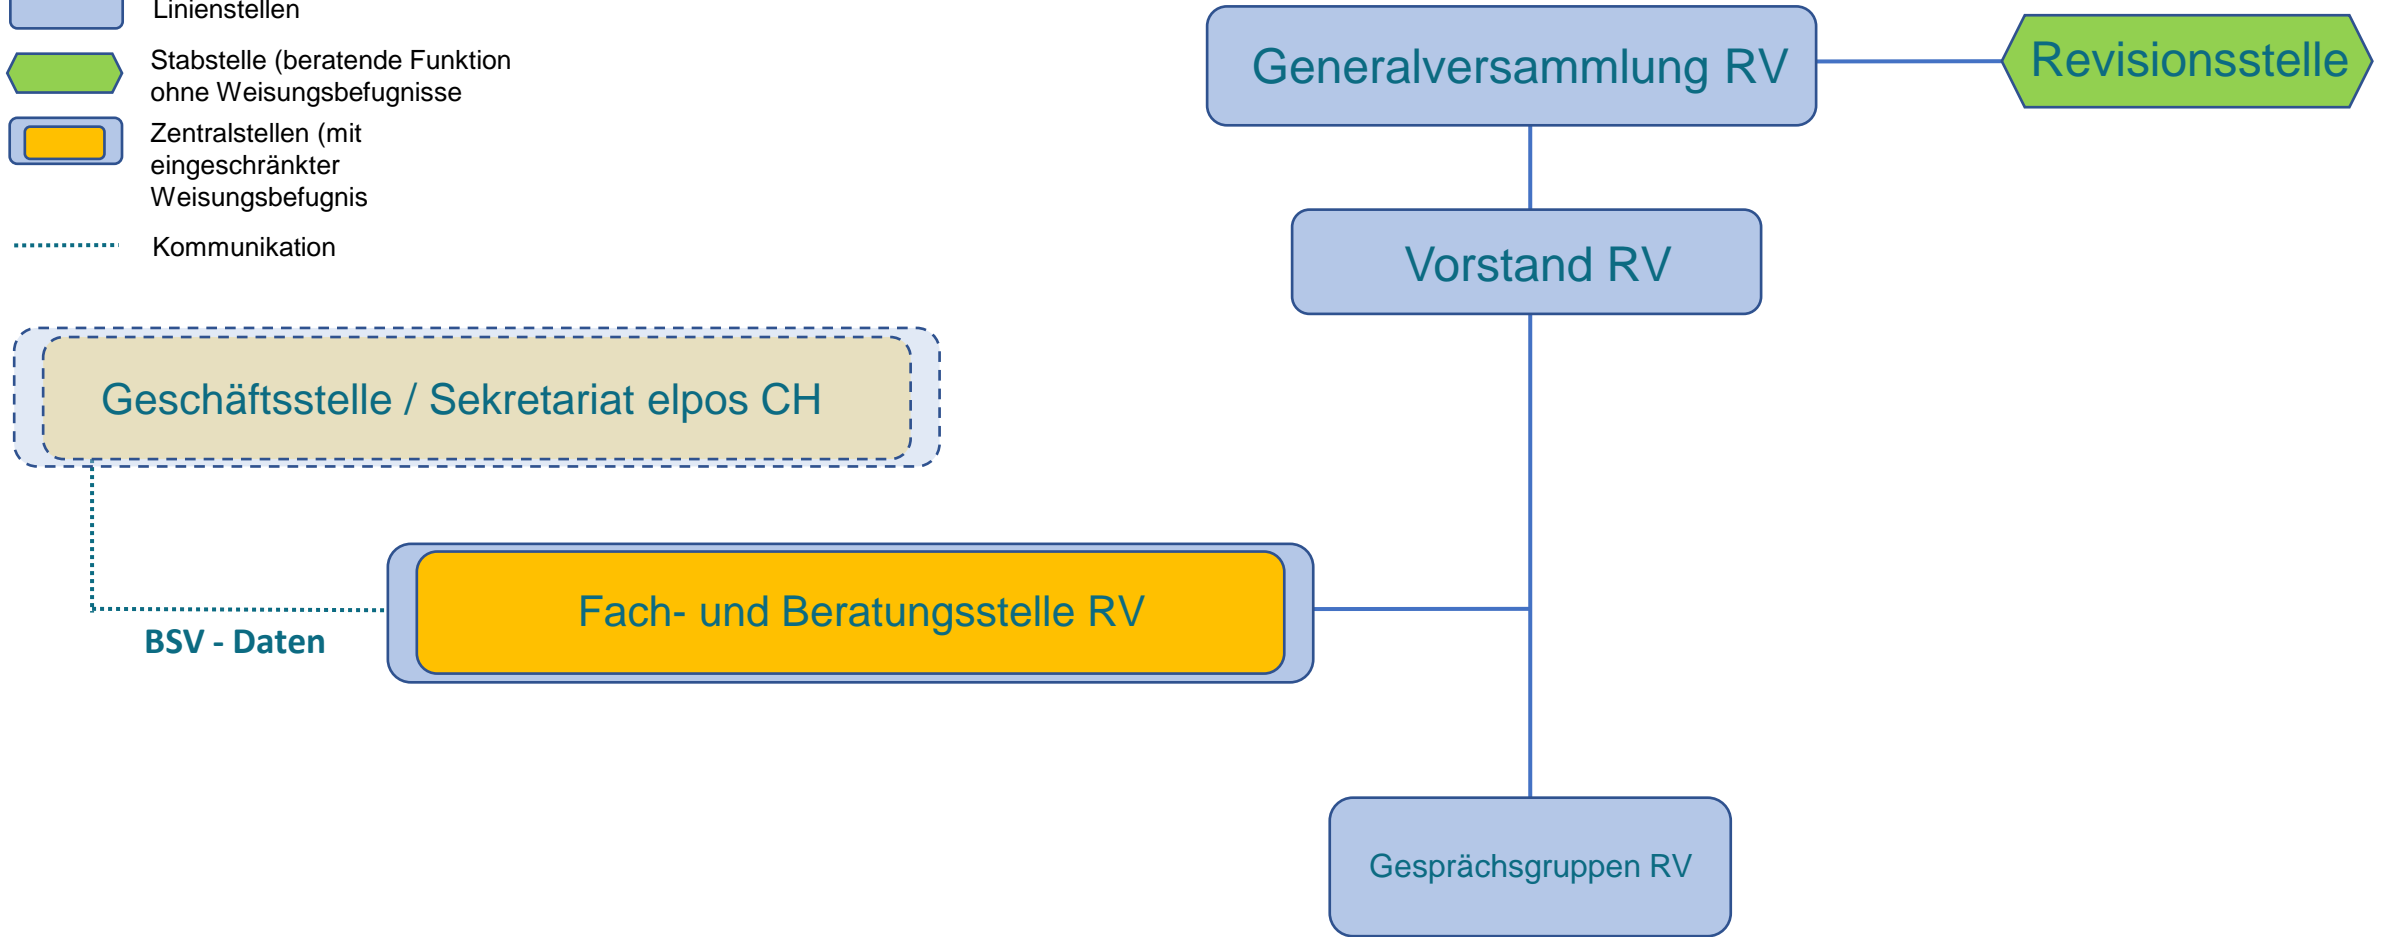 Linienstellen
Stabstelle (beratende Funktion
ohne Weisungsbefugnisse
Zentralstellen (mit
eingeschränkter
Weisungsbefugnis
Kommunikation
Generalversammlung RV
Revisionsstelle
Vorstand RV
Geschäftsstelle / Sekretariat elpos CH
Fach- und Beratungsstelle RV
BSV - Daten
Gesprächsgruppen RV